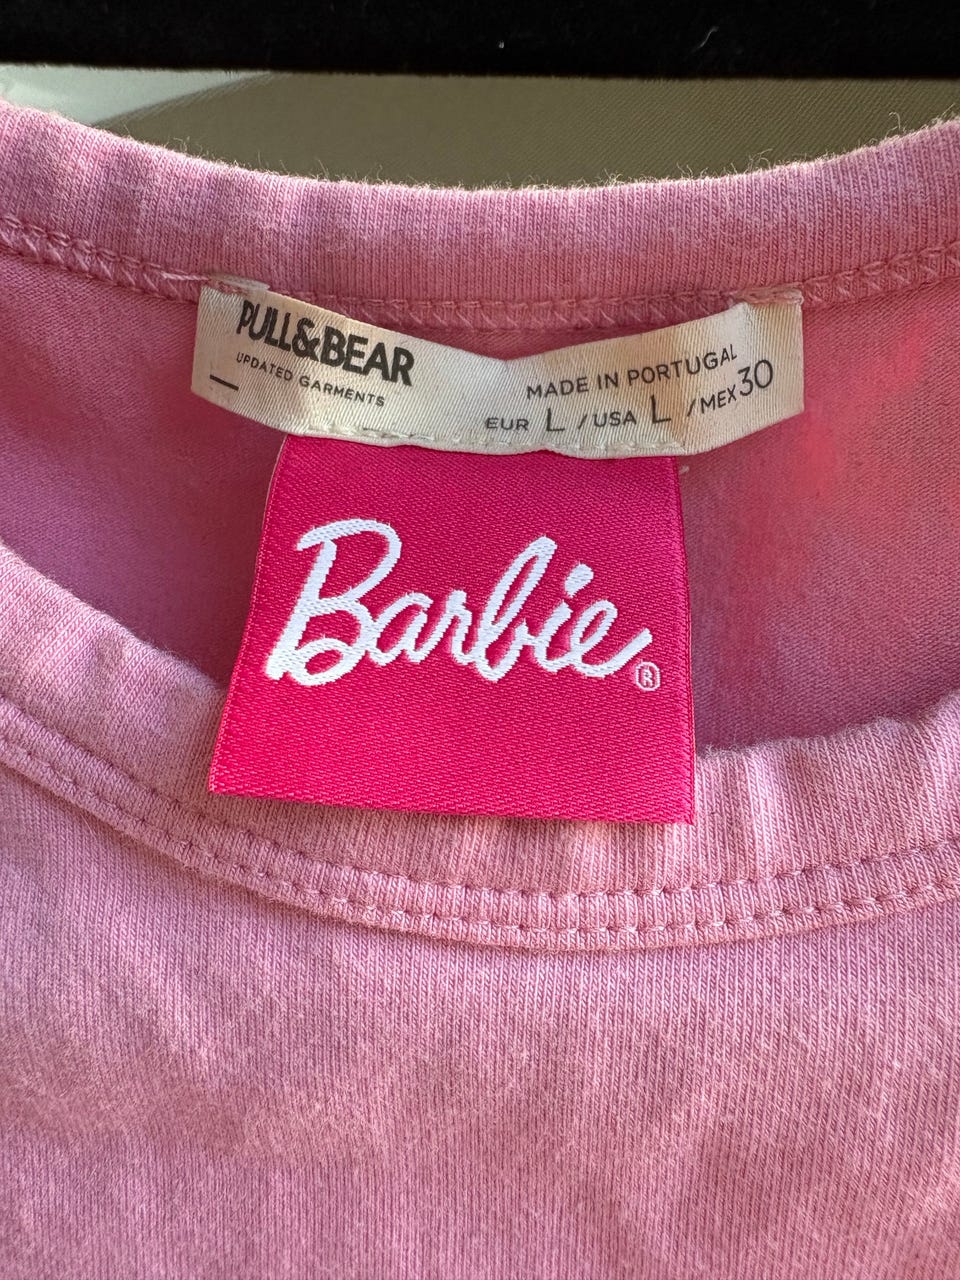 PULL&BEAR
UPDATED GARMENTS
MADE IN PORTUGAL
EUR L /USA L /MEX 30
Barbie®